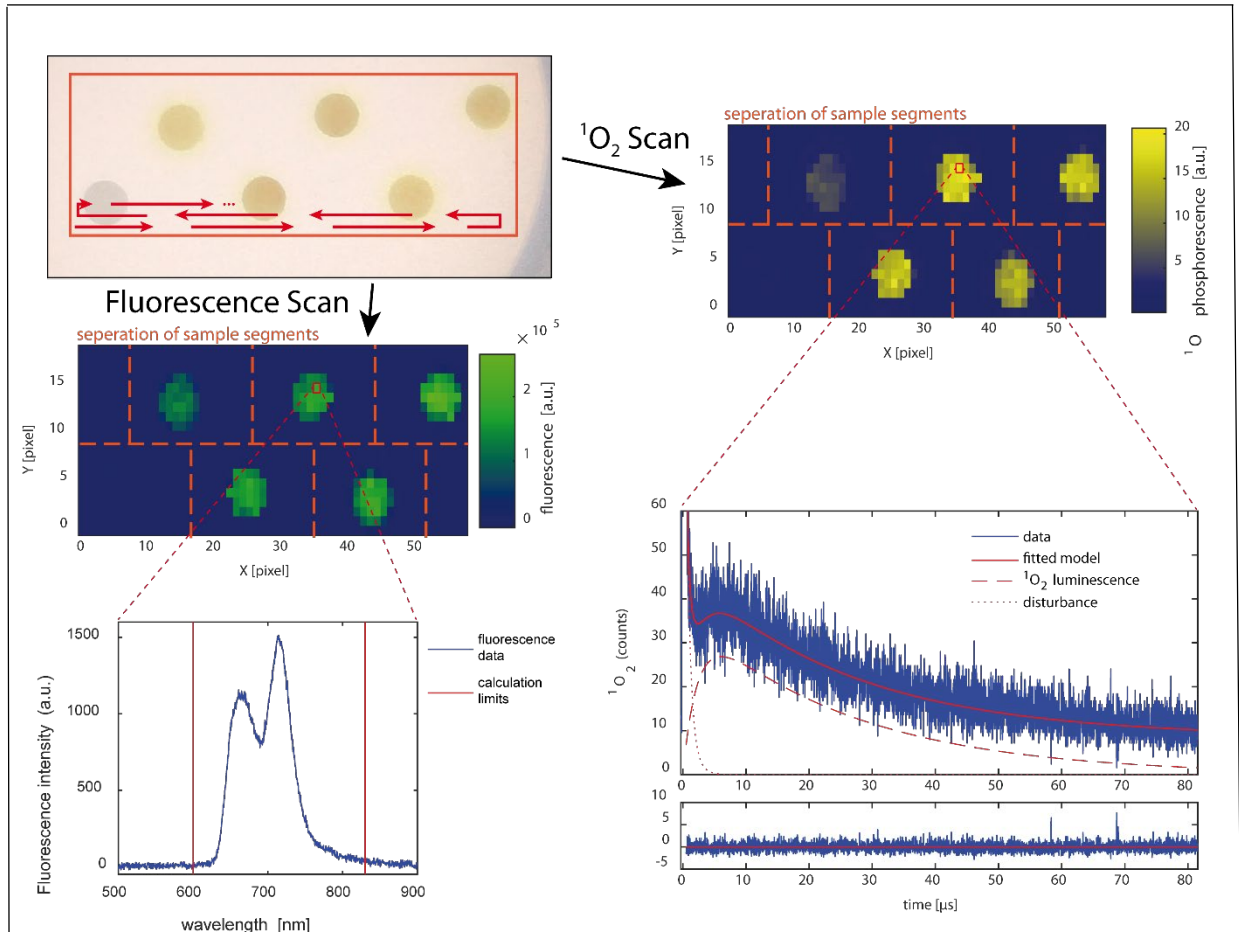 ...
¹O₂ Scan
Fluorescence Scan
seperation of sample segments
Y [pixel]
15
10
5
0
0 10 20 30 40 50
X [pixel]
20
15
10
5
¹O phosphorescence [a.u.]
seperation of sample segments
Y [pixel]
15
10
5
0
0 10 20 30 40 50
X [pixel]
× 10⁵
2
1
0
fluorescence [a.u.]
Fluorescence intensity (a.u.)
1500
1000
500
0
500 600 700 800 900
wavelength [nm]
fluorescence
data
calculation
limits
¹O₂ (counts)
60
50
40
30
20
10
0
0 10 20 30 40 50 60 70 80
data
fitted model
¹O₂ luminescence
disturbance
10
5
0
-5
0 10 20 30 40 50 60 70 80
time [µs]